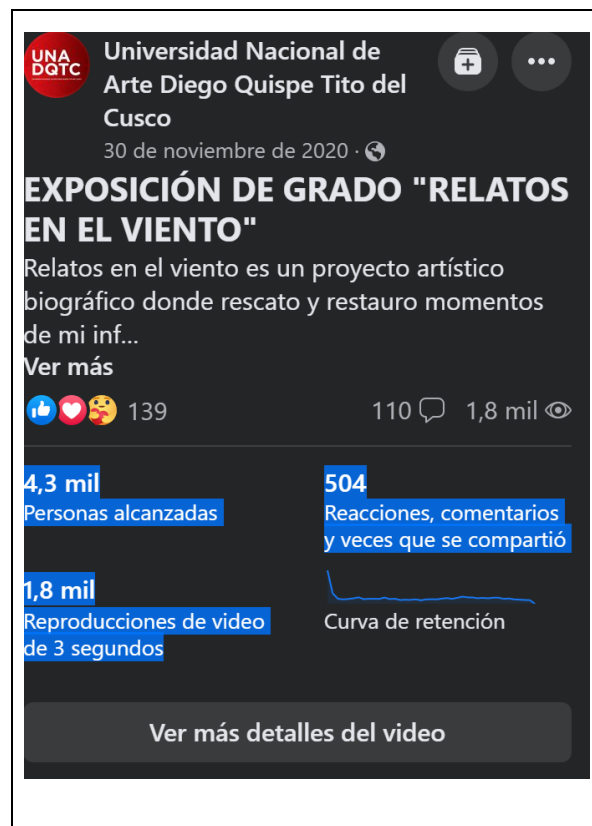 UNA
DQTC
Universidad Nacional de
Arte Diego Quispe Tito del
Cusco
30 de noviembre de 2020 ·
EXPOSICIÓN DE GRADO "RELATOS
EN EL VIENTO"
Relatos en el viento es un proyecto artístico
biográfico donde rescato y restauro momentos
de mi inf...
Ver más
139
110 1,8 mil
4,3 mil
Personas alcanzadas
504
Reacciones, comentarios
y veces que se compartió
1,8 mil
Reproducciones de video
de 3 segundos
Curva de retención
Ver más detalles del video